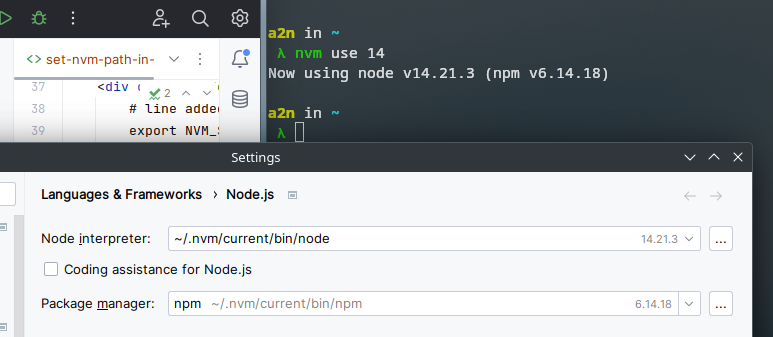 set-nvm-path-in-
37 <div c
2
38 # line added
39 export NVM_S
a2n in ~
λ nvm use 14
Now using node v14.21.3 (npm v6.14.18)
a2n in ~
λ
Settings
Languages & Frameworks › Node.js
Node interpreter: ~/.nvm/current/bin/node 14.21.3 ...
Coding assistance for Node.js
Package manager: npm ~/.nvm/current/bin/npm 6.14.18 ...